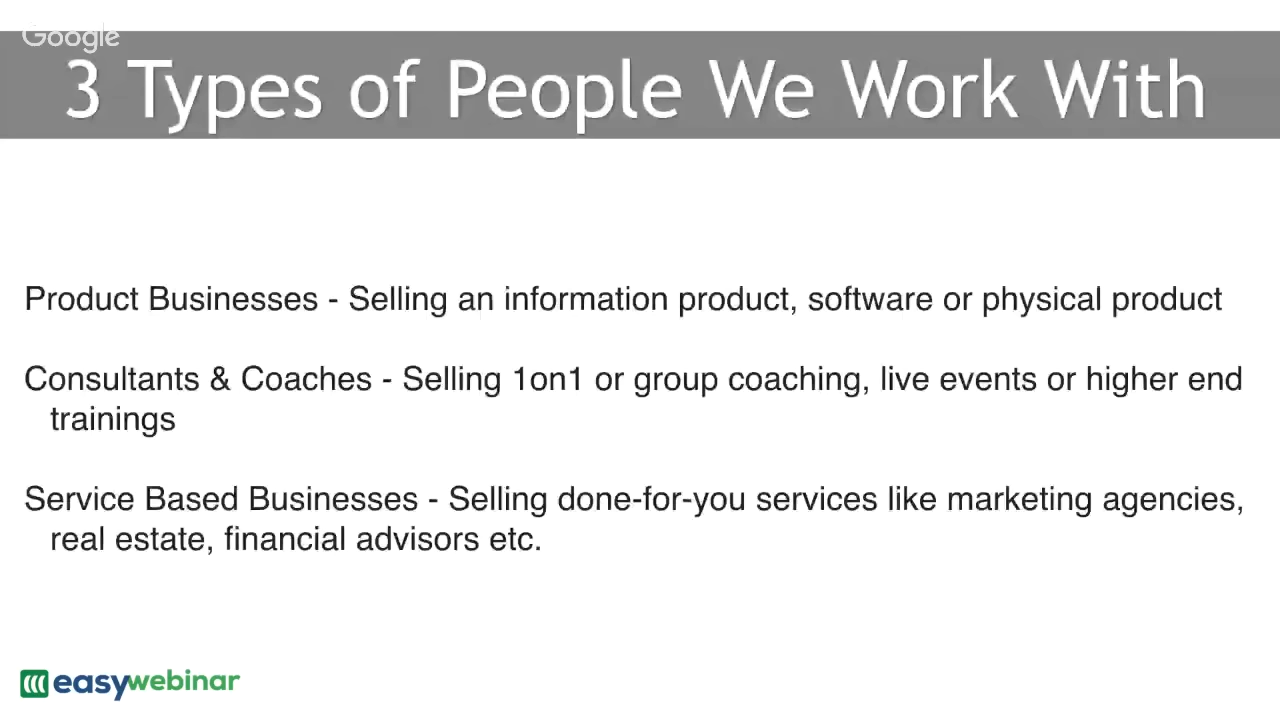 Google
3 Types of People We Work With
Product Businesses - Selling an information product, software or physical product
Consultants & Coaches - Selling 1on1 or group coaching, live events or higher end
trainings
Service Based Businesses - Selling done-for-you services like marketing agencies,
real estate, financial advisors etc.
easywebinar